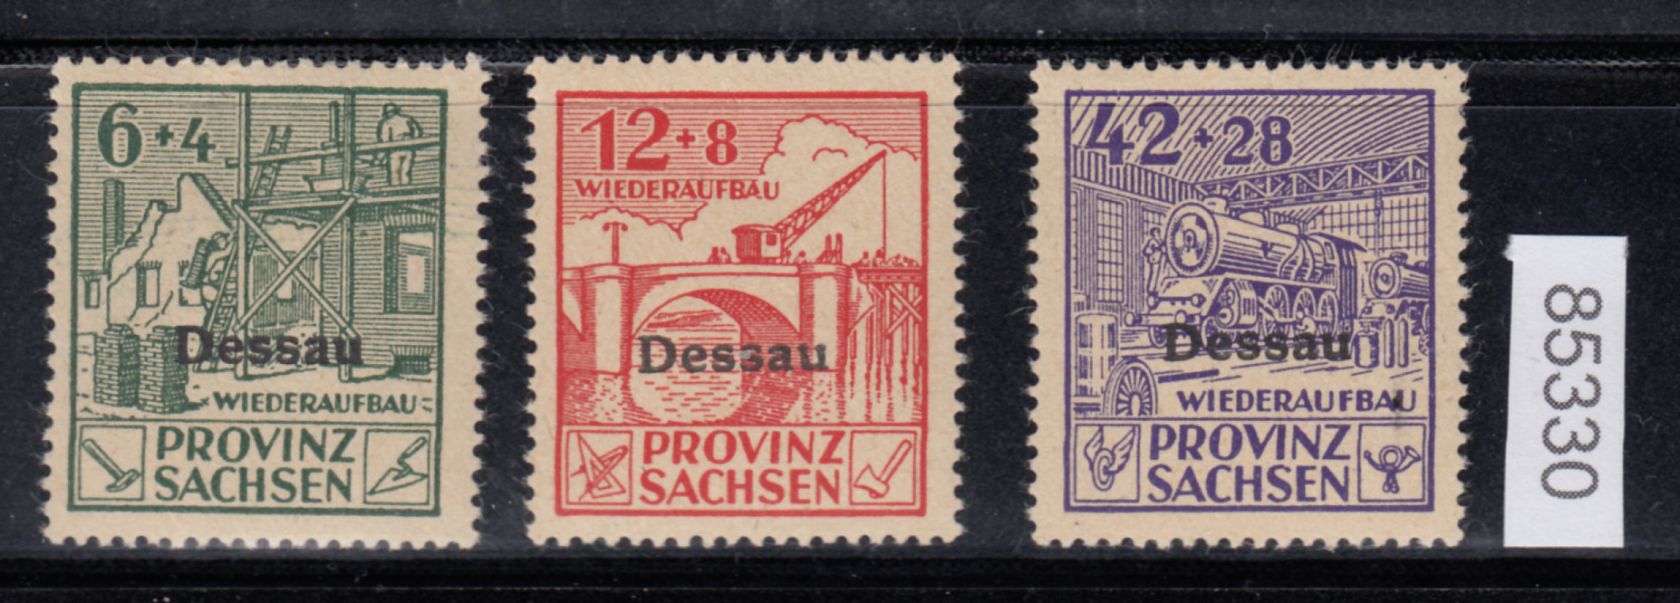 6+4
Dessau
WIEDERAUFBAU
PROVINZ
SACHSEN
12+8
WIEDERAUFBAU
Dessau
PROVINZ
SACHSEN
42+28
Dessau
WIEDERAUFBAU
PROVINZ
SACHSEN
85330